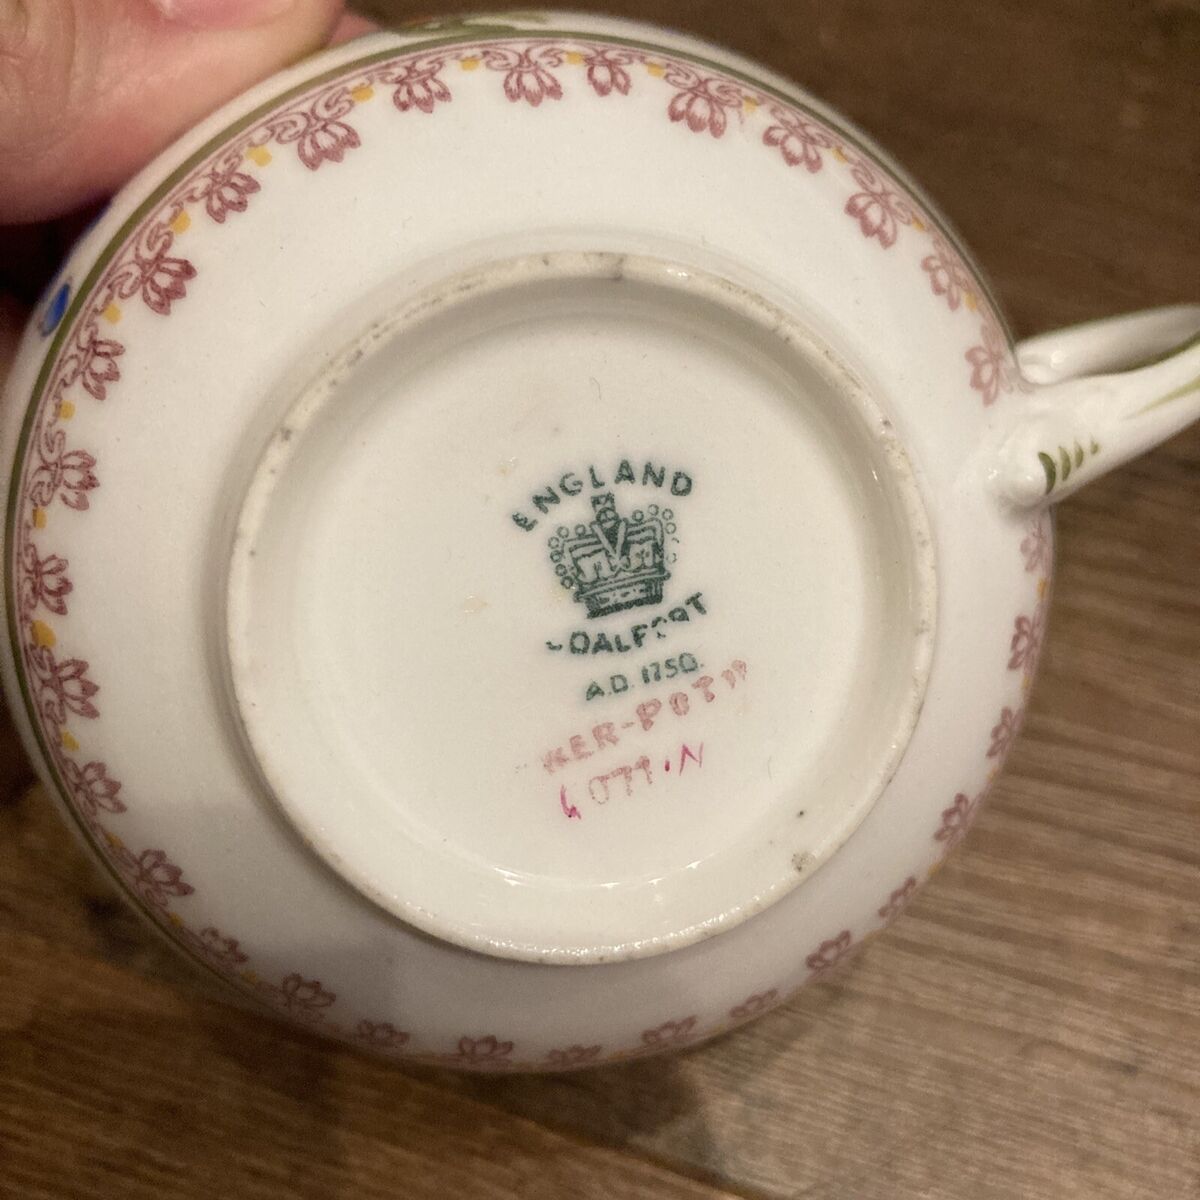 ENGLAND
COALPORT
A.D. 1750.
KER-POT"
6077.N